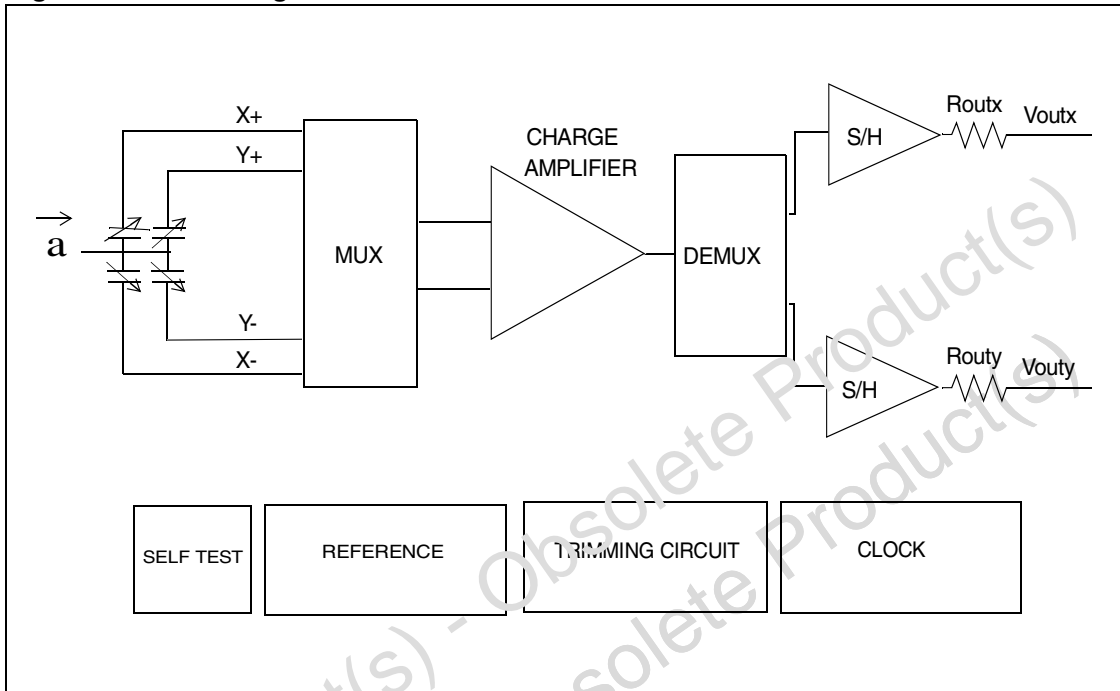 X+
Y+
a
Y-
X-
MUX
CHARGE
AMPLIFIER
DEMUX
S/H
Routx
Voutx
S/H
Routy
Vouty
SELF TEST
REFERENCE
TRIMMING CIRCUIT
CLOCK
Obsolete Product(s)
(s) - Obsolete Product(s)